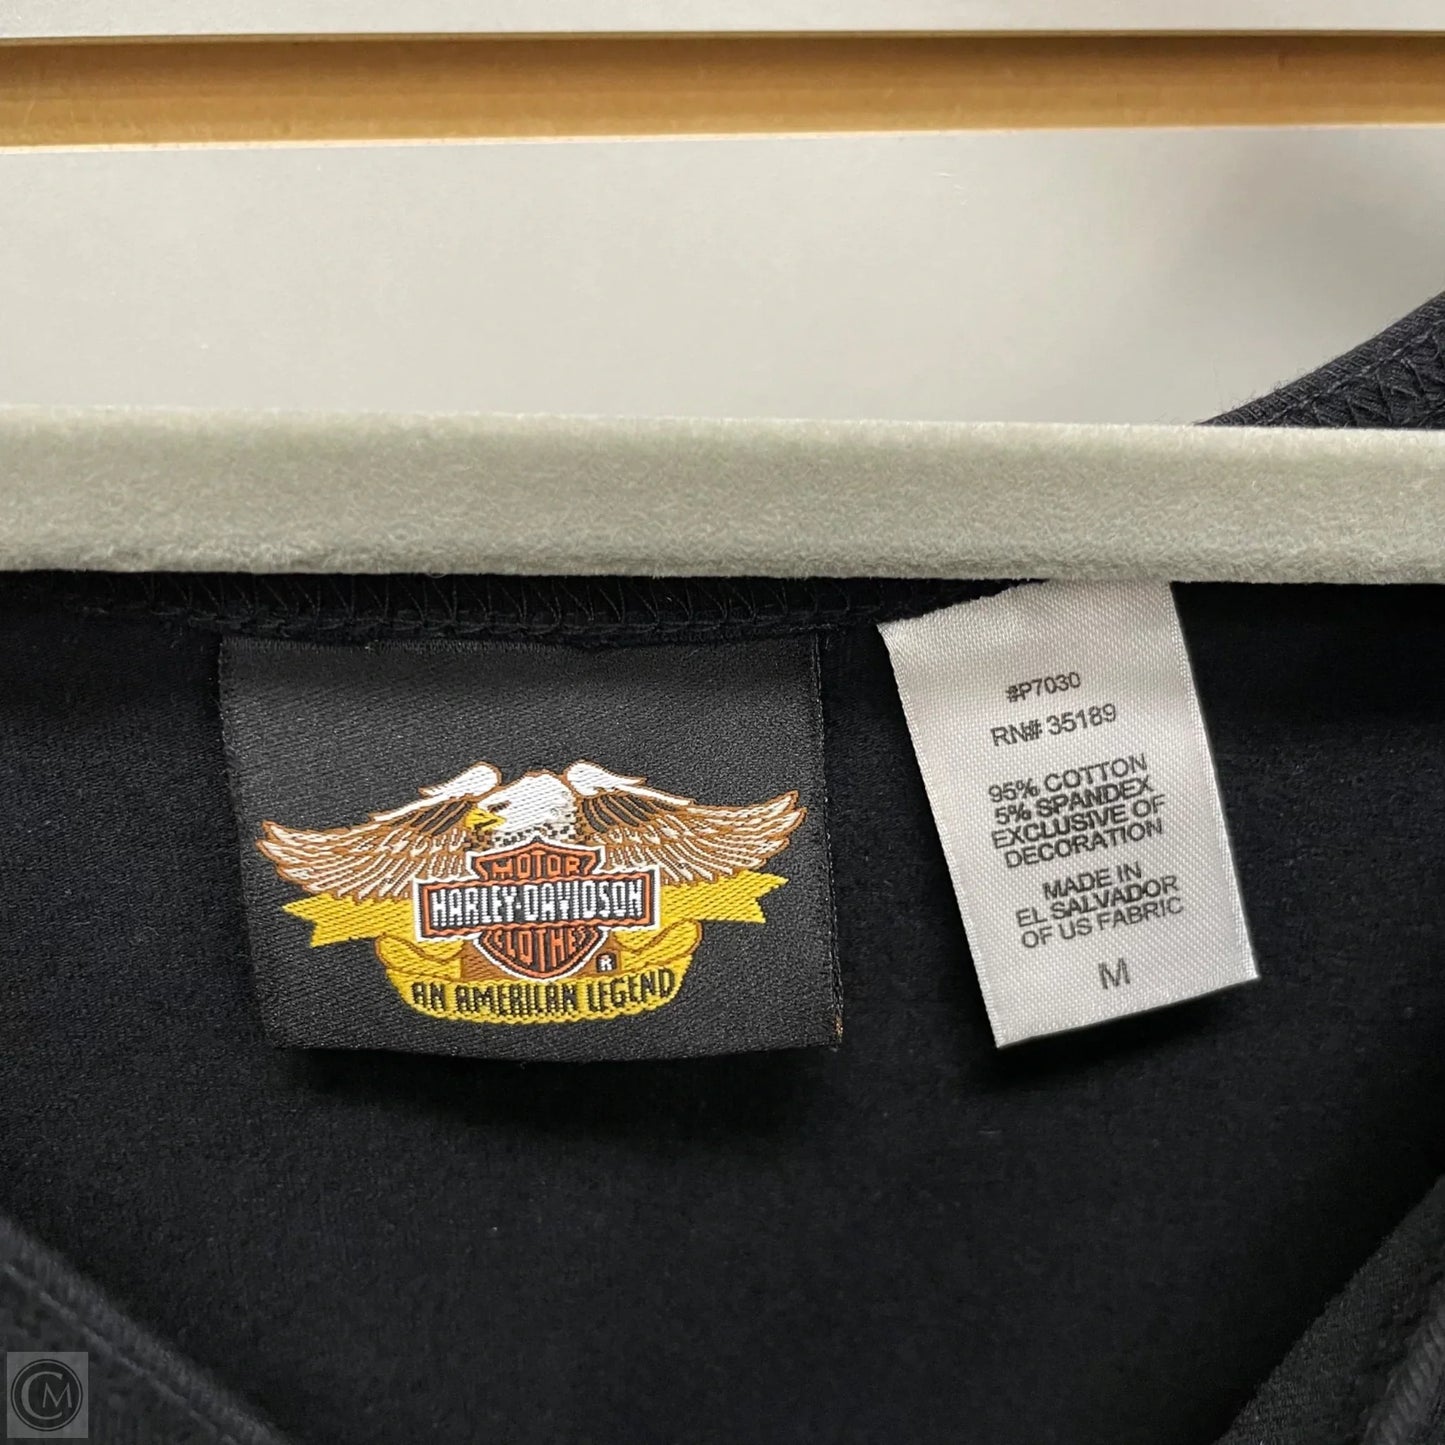 MOTOR
HARLEY-DAVIDSON
CLOTHES
®
AN AMERICAN LEGEND
#P7030
RN# 35189
95% COTTON
5% SPANDEX
EXCLUSIVE OF
DECORATION
MADE IN
EL SALVADOR
OF US FABRIC
M
CM